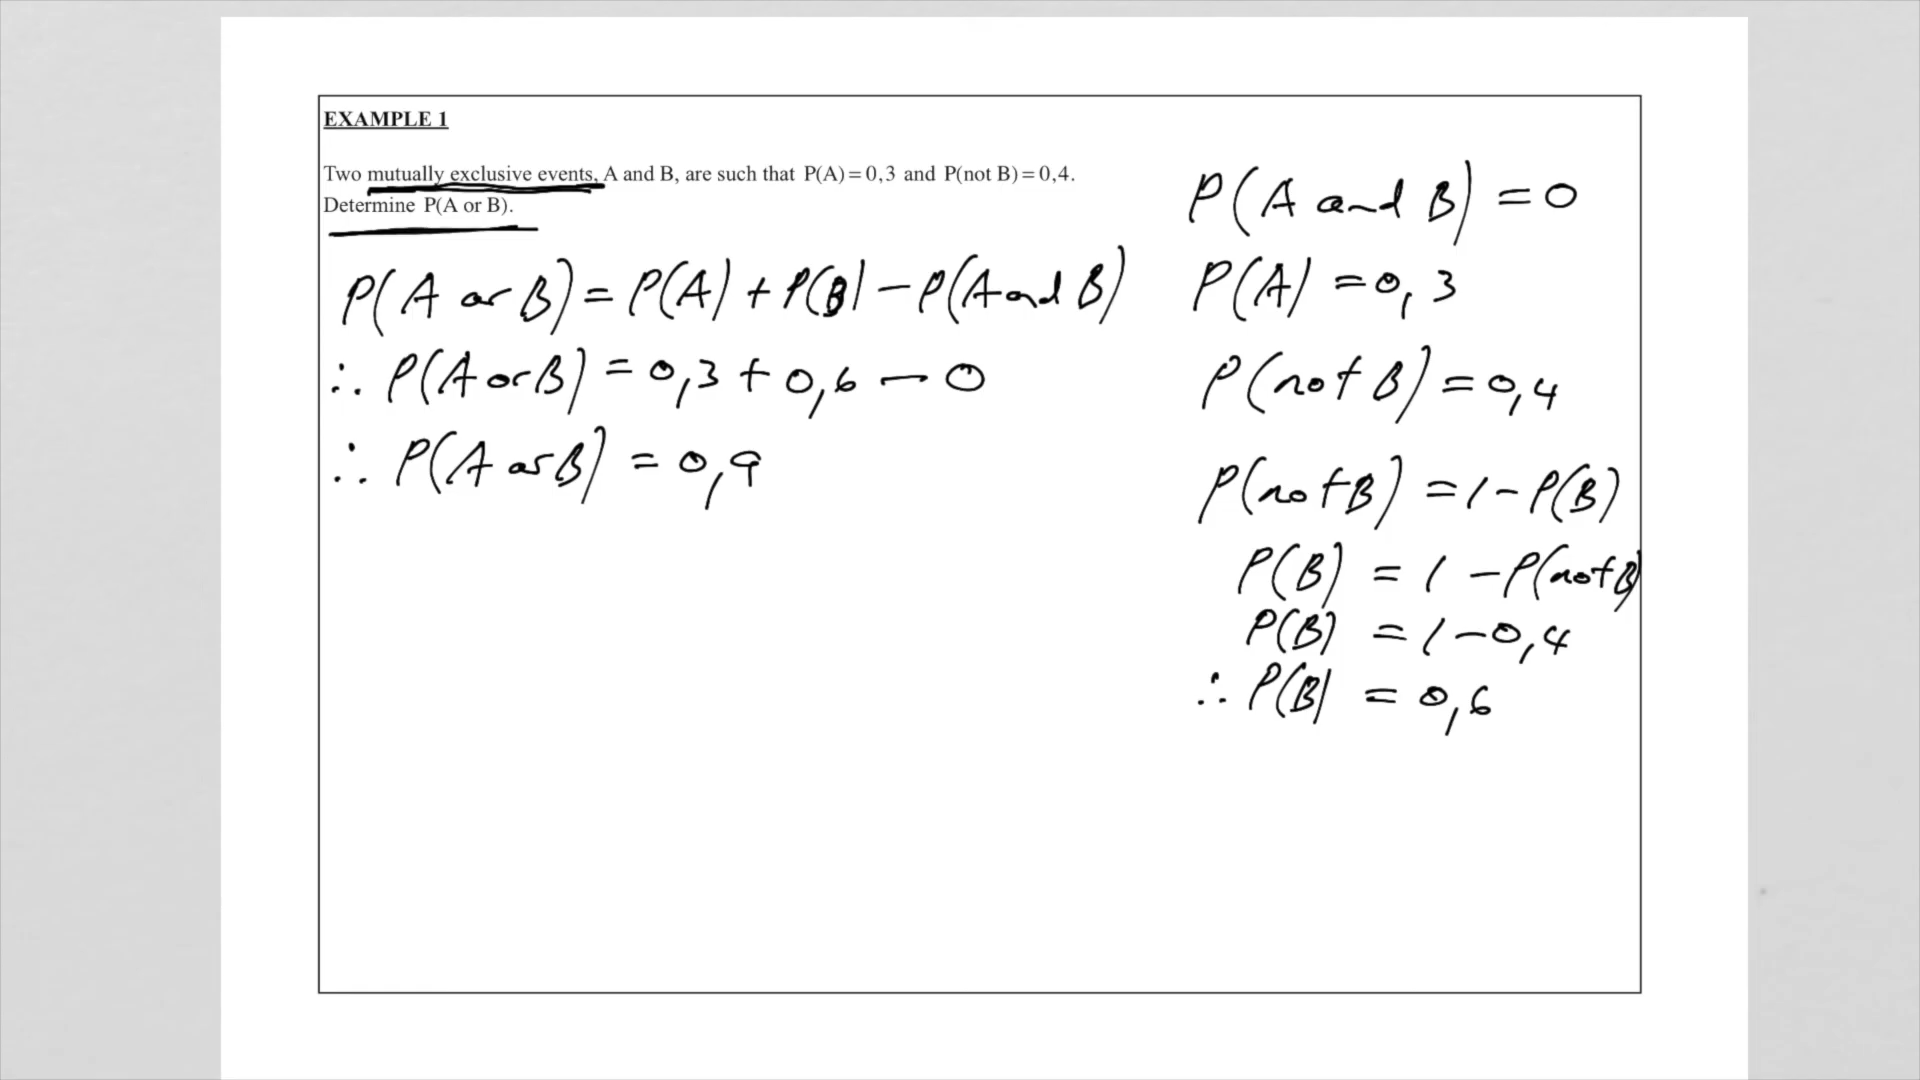 EXAMPLE 1
Two mutually exclusive events, A and B, are such that P(A)=0,3 and P(not B)=0,4.
Determine P(A or B).
P(A or B) = P(A) + P(B) - P(A and B)
∴ P(A or B) = 0,3 + 0,6 - 0
∴ P(A or B) = 0,9
P(A and B) = 0
P(A) = 0,3
P(not B) = 0,4
P(not B) = 1 - P(B)
P(B) = 1 - P(not B)
P(B) = 1 - 0,4
∴ P(B) = 0,6